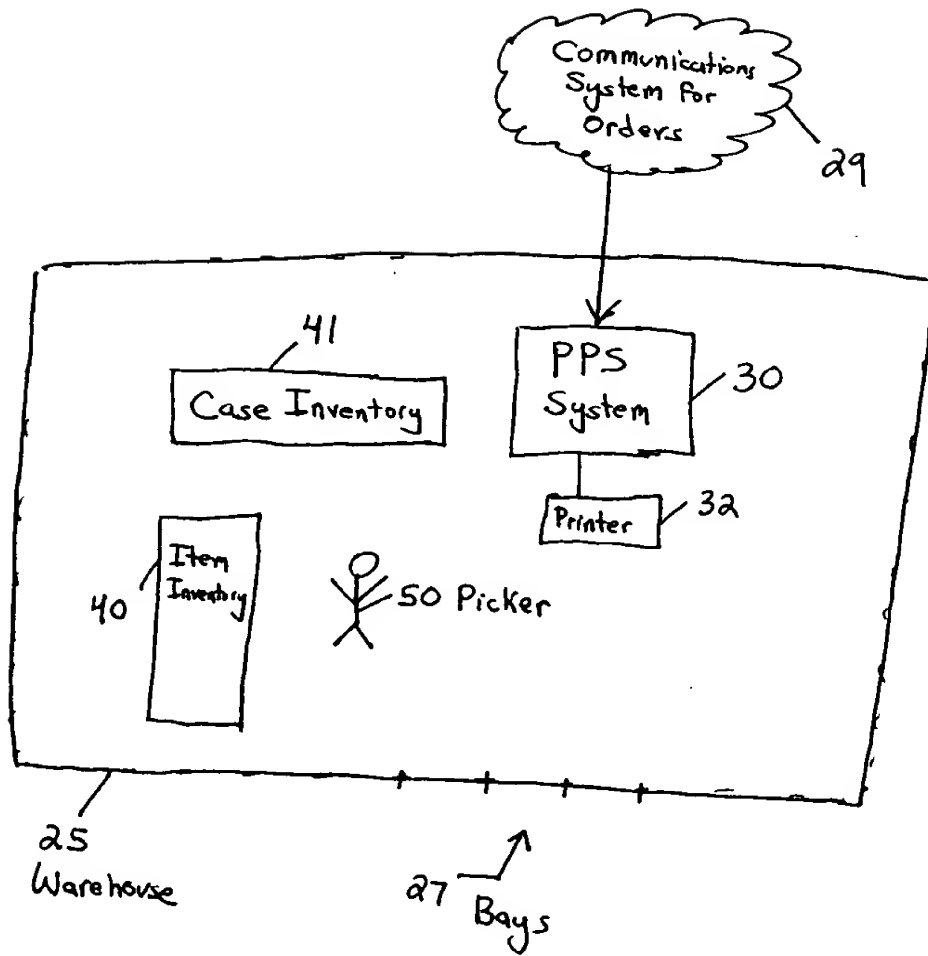 Communications
System for
Orders
29
41
Case Inventory
PPS
System
30
Printer
32
Item
Inventory
40
50 Picker
25
Warehouse
27 Bays